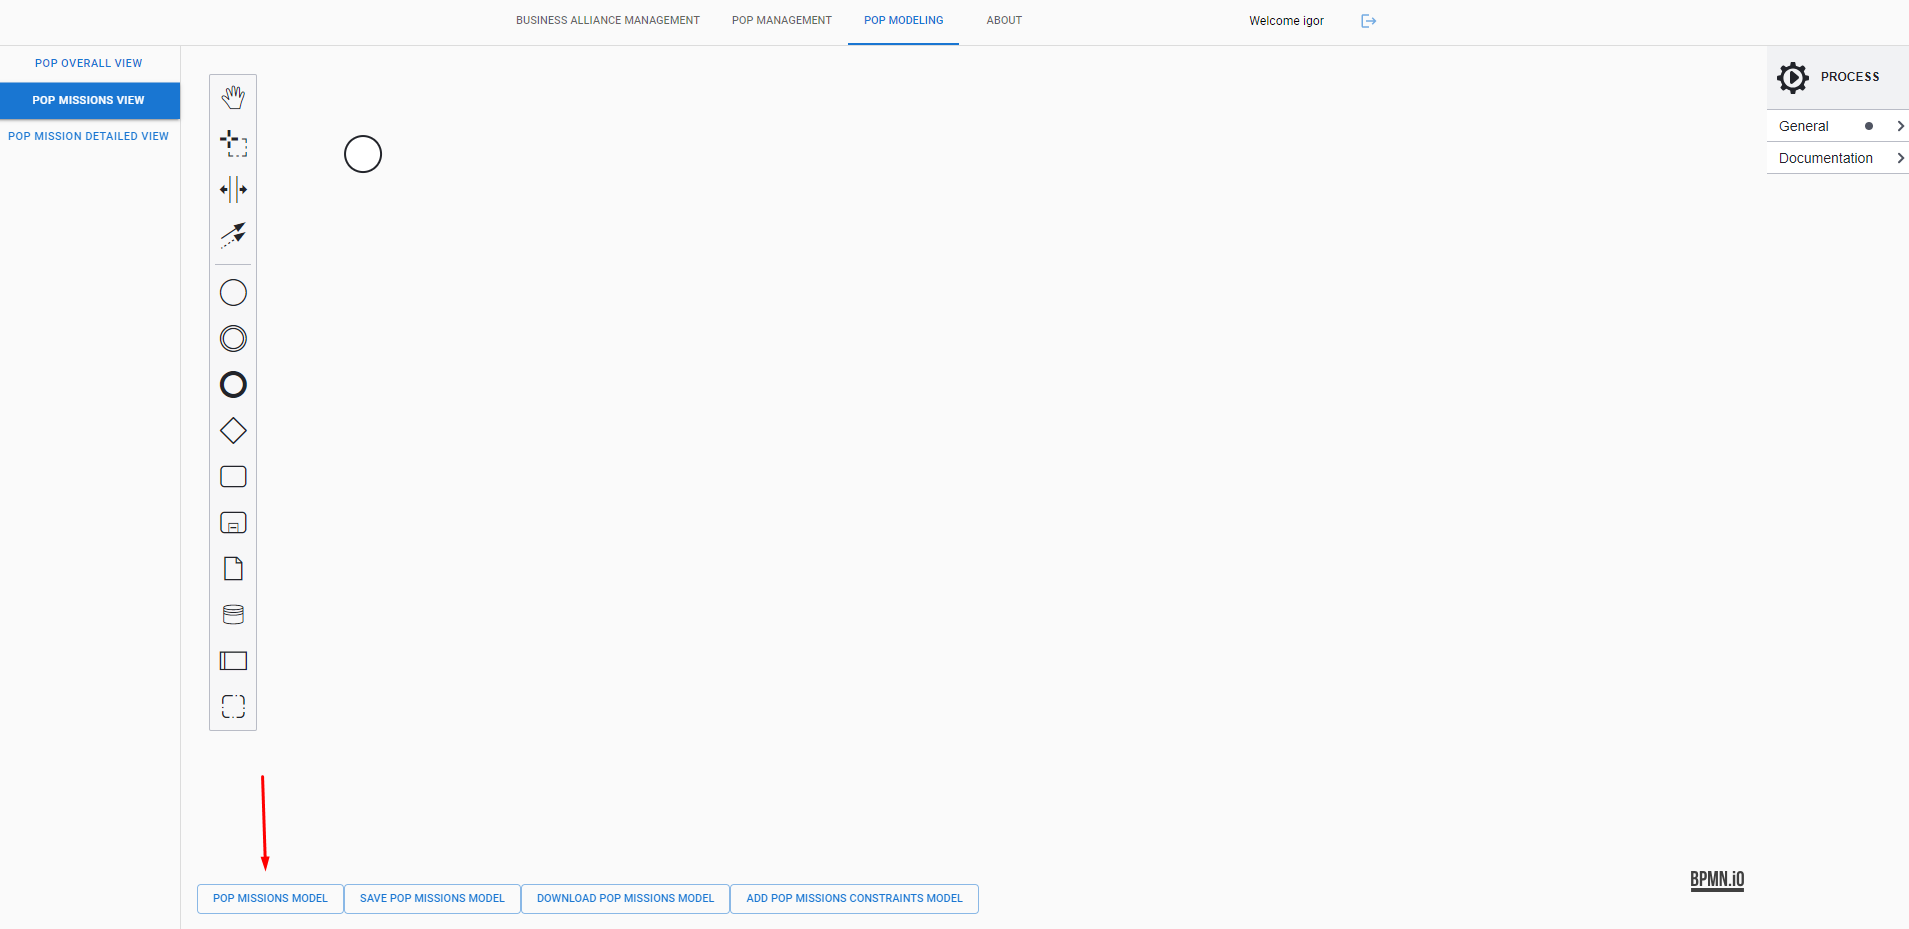 BUSINESS ALLIANCE MANAGEMENT
POP MANAGEMENT
POP MODELING
ABOUT
Welcome igor
POP OVERALL VIEW
POP MISSIONS VIEW
POP MISSION DETAILED VIEW
PROCESS
General
Documentation
BPMN.iO
POP MISSIONS MODEL
SAVE POP MISSIONS MODEL
DOWNLOAD POP MISSIONS MODEL
ADD POP MISSIONS CONSTRAINTS MODEL